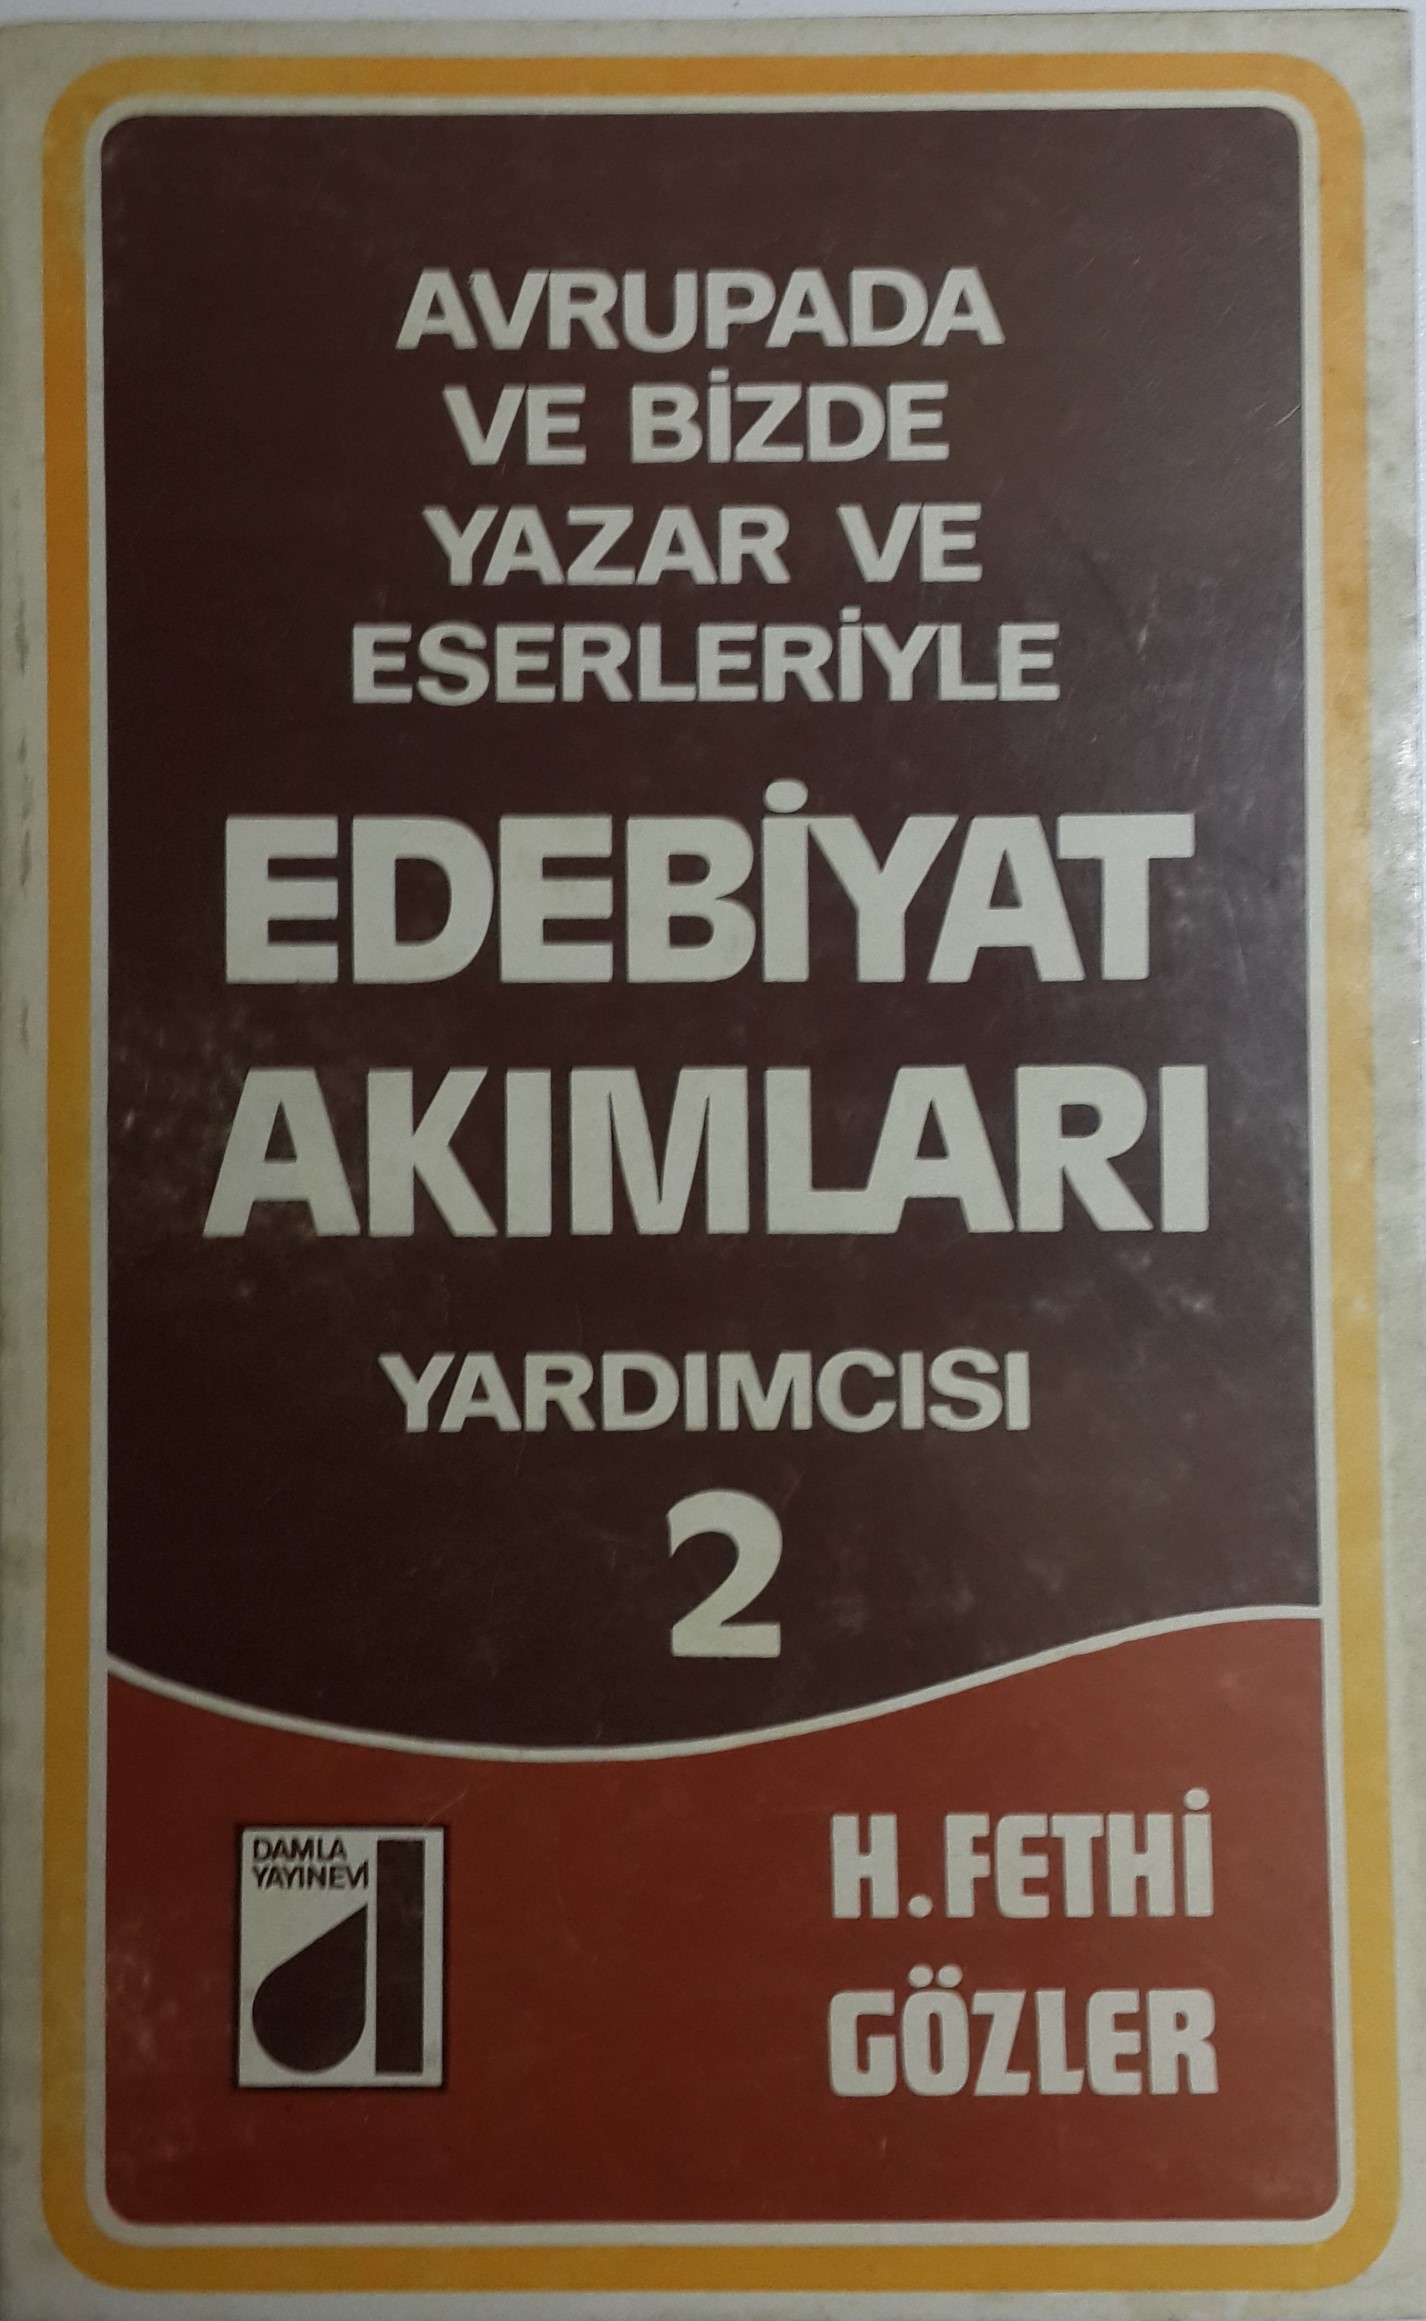 AVRUPADA
VE BİZDE
YAZAR VE
ESERLERİYLE
EDEBİYAT
AKIMLARI
YARDIMCISI
2
DAMLA
YAYINEVİ
H.FETHİ
GÖZLER